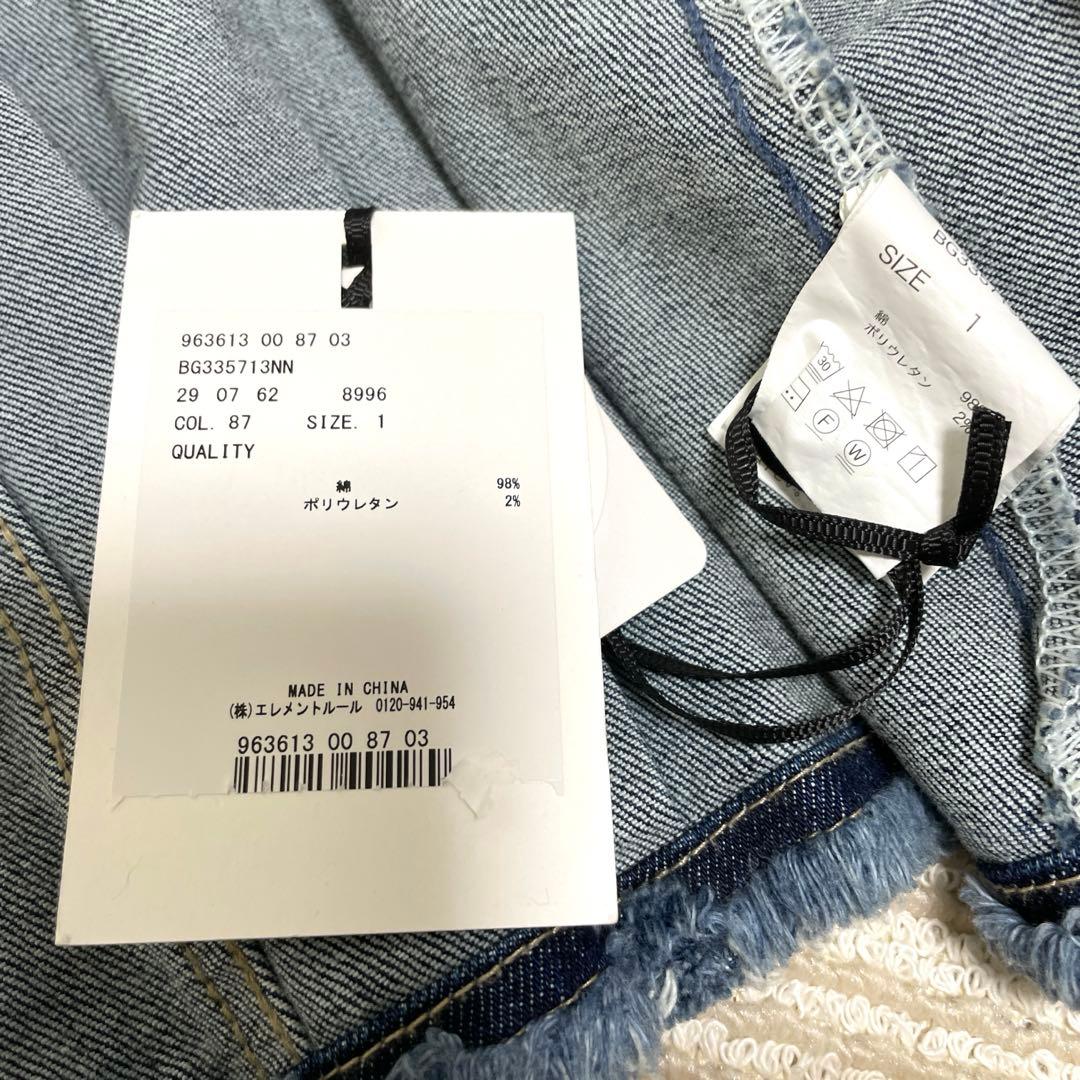 963613 00 87 03
BG335713NN
29 07 62 8996
COL. 87 SIZE. 1
QUALITY
綿 98%
ポリウレタン 2%
MADE IN CHINA
(株)エレメントルール 0120-941-954
963613 00 87 03
SIZE
1
綿
ポリウレタン
2%
30
F
W